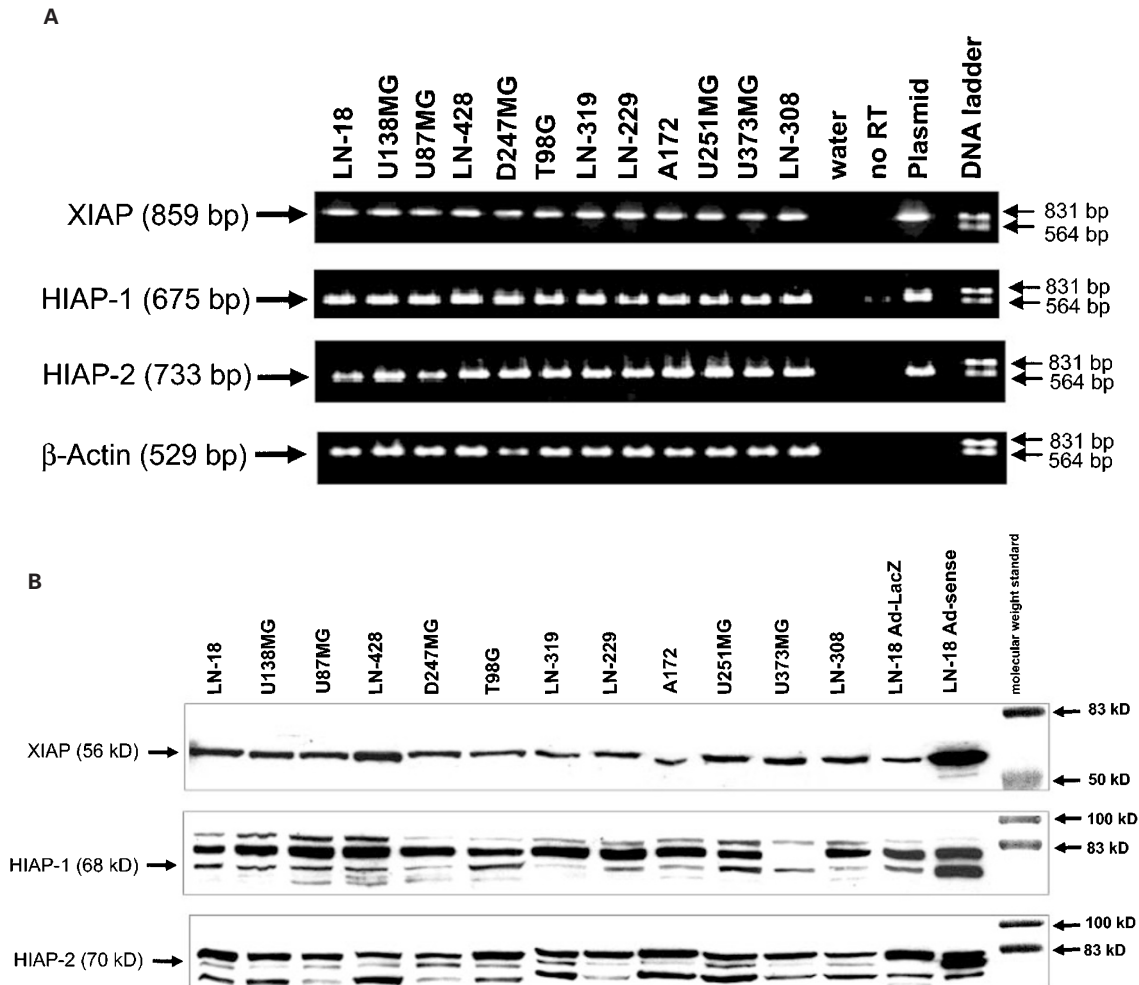 A
LN-18
U138MG
U87MG
LN-428
D247MG
T98G
LN-319
LN-229
A172
U251MG
U373MG
LN-308
water
no RT
Plasmid
DNA ladder
XIAP (859 bp)
831 bp
564 bp
HIAP-1 (675 bp)
831 bp
564 bp
HIAP-2 (733 bp)
831 bp
564 bp
β-Actin (529 bp)
831 bp
564 bp
B
LN-18
U138MG
U87MG
LN-428
D247MG
T98G
LN-319
LN-229
A172
U251MG
U373MG
LN-308
LN-18 Ad-LacZ
LN-18 Ad-sense
molecular weight standard
XIAP (56 kD)
83 kD
50 kD
HIAP-1 (68 kD)
100 kD
83 kD
HIAP-2 (70 kD)
100 kD
83 kD